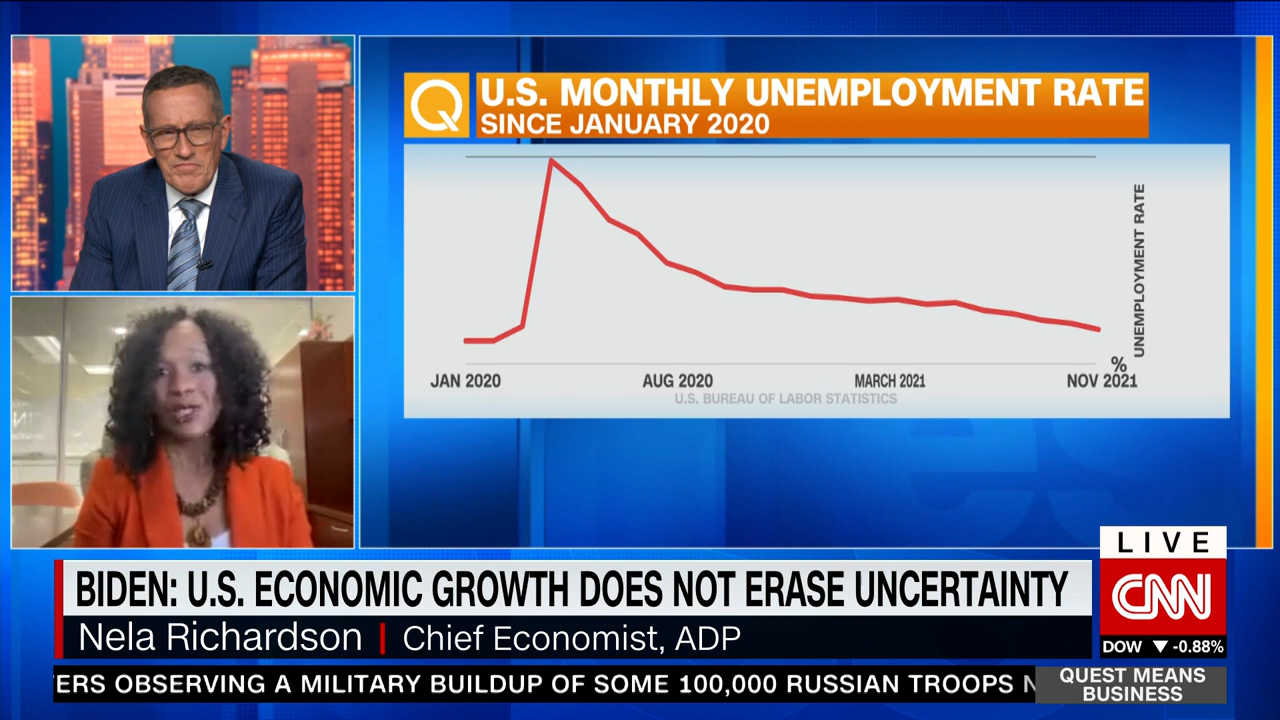 Q
U.S. MONTHLY UNEMPLOYMENT RATE
SINCE JANUARY 2020
UNEMPLOYMENT RATE
%
JAN 2020
AUG 2020
MARCH 2021
NOV 2021
U.S. BUREAU OF LABOR STATISTICS
LIVE
CNN
BIDEN: U.S. ECONOMIC GROWTH DOES NOT ERASE UNCERTAINTY
Nela Richardson | Chief Economist, ADP
DOW ▼ -0.88%
ERS OBSERVING A MILITARY BUILDUP OF SOME 100,000 RUSSIAN TROOPS
QUEST MEANS
BUSINESS